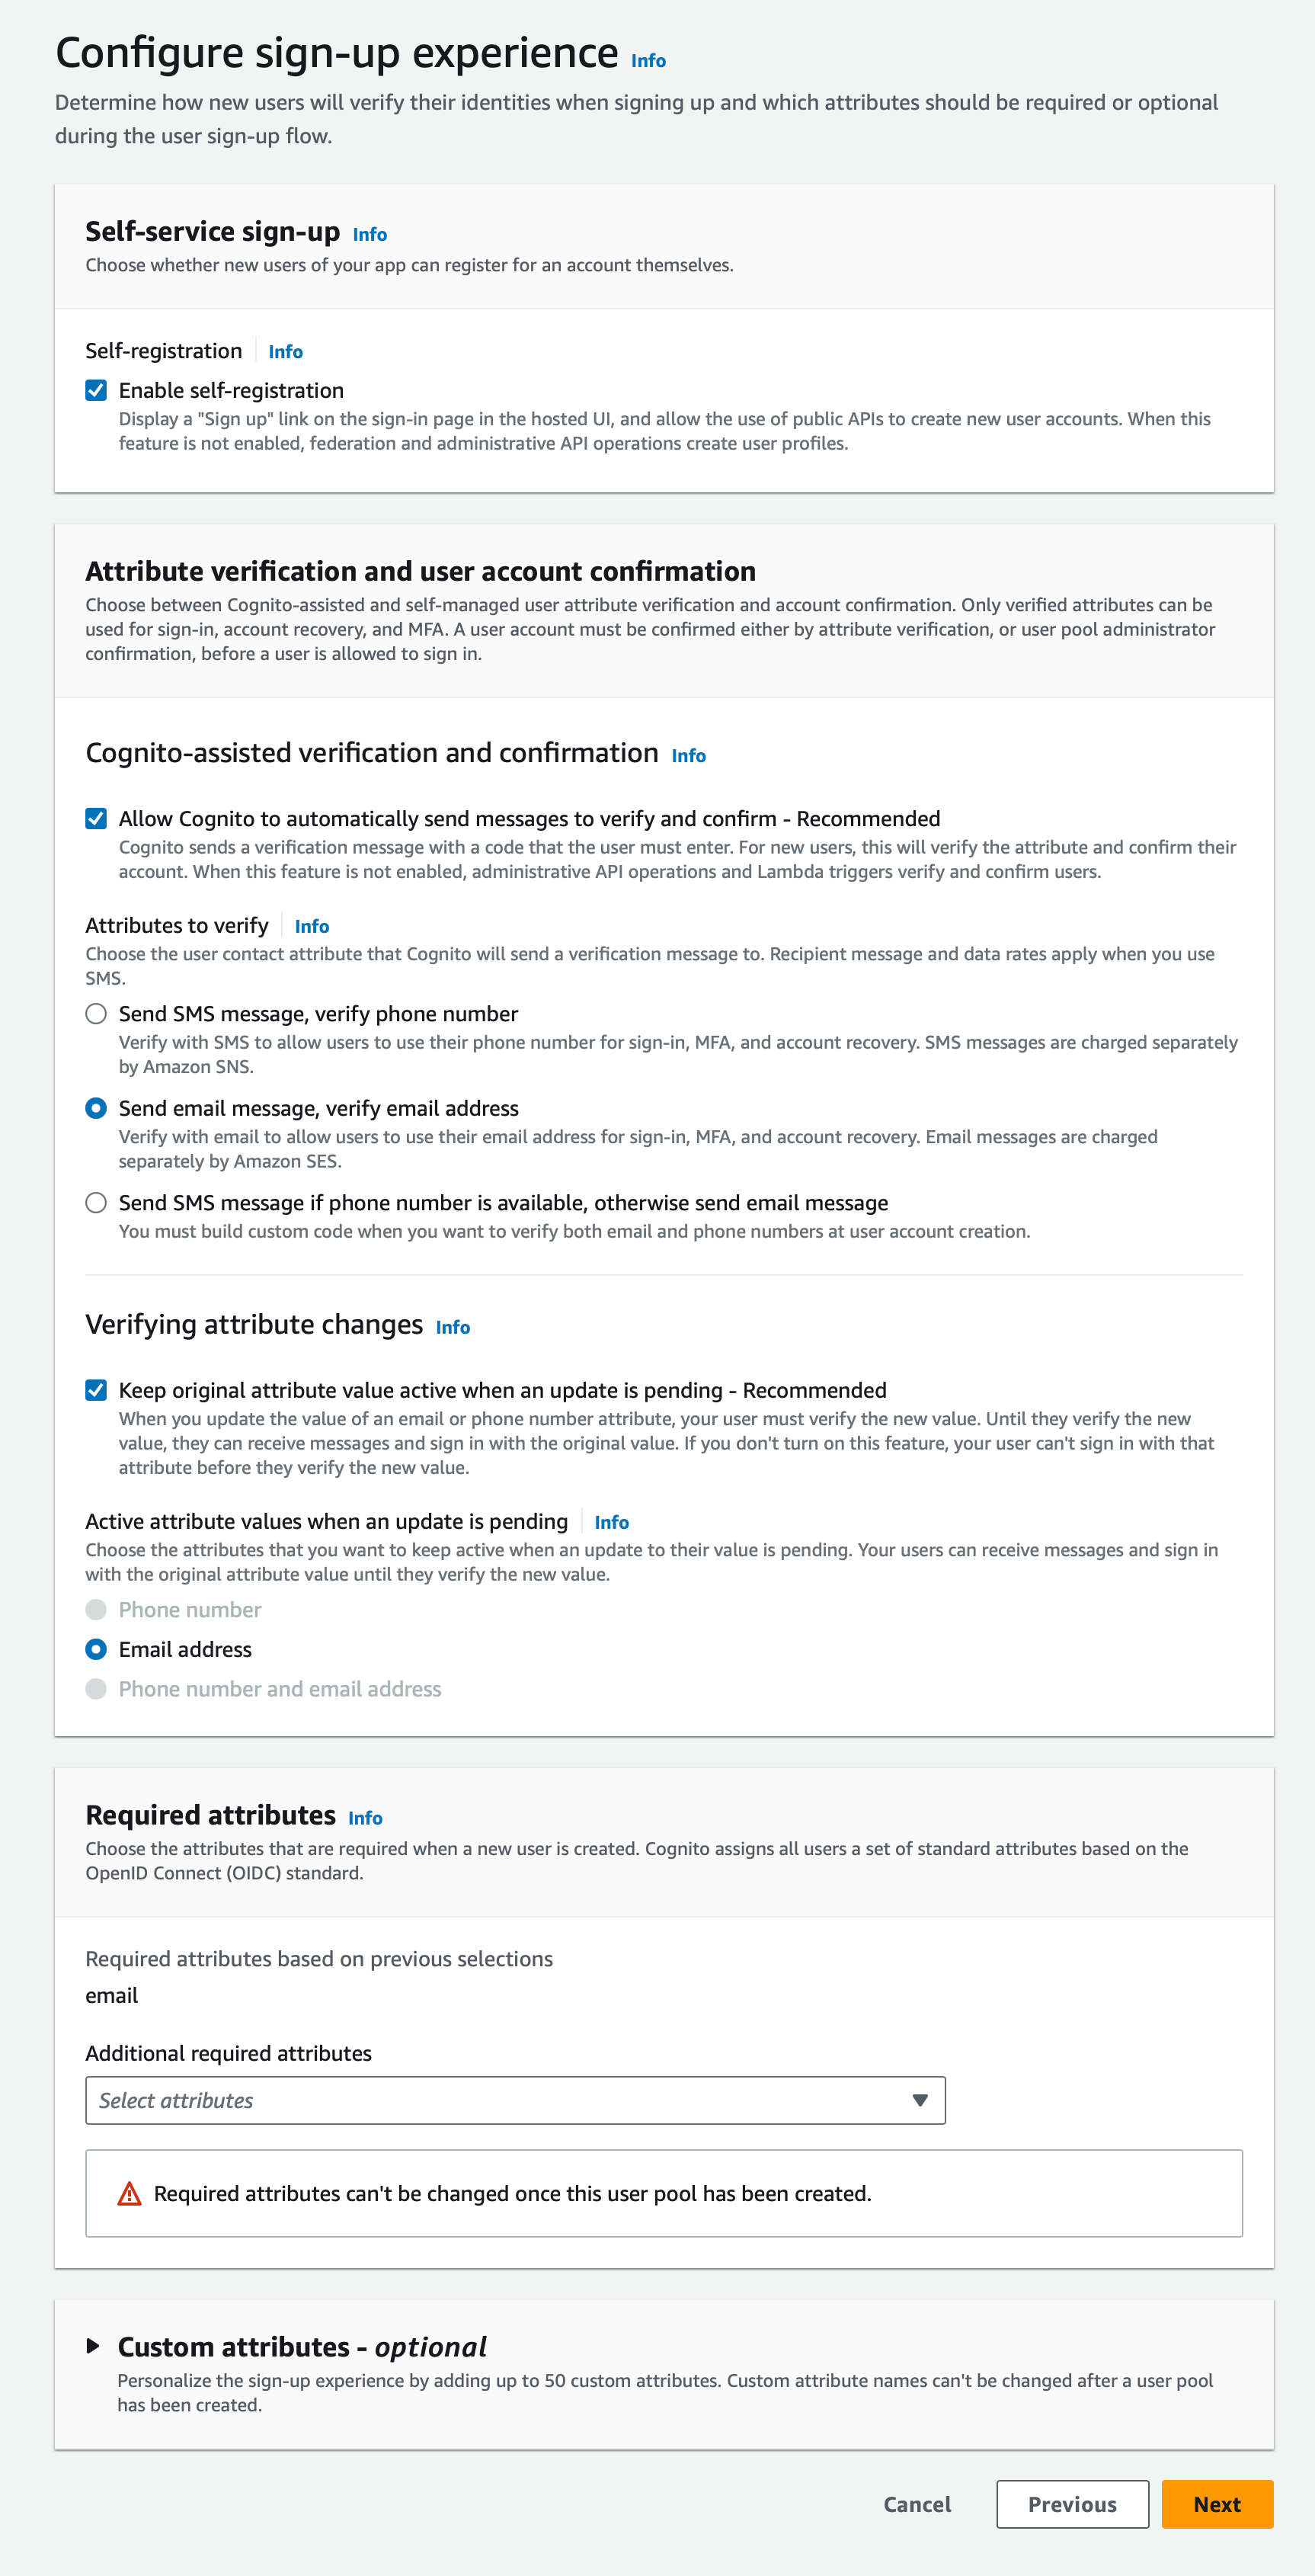 Configure sign-up experience Info
Determine how new users will verify their identities when signing up and which attributes should be required or optional
during the user sign-up flow.
Self-service sign-up Info
Choose whether new users of your app can register for an account themselves.
Self-registration Info
Enable self-registration
Display a "Sign up" link on the sign-in page in the hosted UI, and allow the use of public APIs to create new user accounts. When this
feature is not enabled, federation and administrative API operations create user profiles.
Attribute verification and user account confirmation
Choose between Cognito-assisted and self-managed user attribute verification and account confirmation. Only verified attributes can be
used for sign-in, account recovery, and MFA. A user account must be confirmed either by attribute verification, or user pool administrator
confirmation, before a user is allowed to sign in.
Cognito-assisted verification and confirmation Info
Allow Cognito to automatically send messages to verify and confirm - Recommended
Cognito sends a verification message with a code that the user must enter. For new users, this will verify the attribute and confirm their
account. When this feature is not enabled, administrative API operations and Lambda triggers verify and confirm users.
Attributes to verify Info
Choose the user contact attribute that Cognito will send a verification message to. Recipient message and data rates apply when you use
SMS.
Send SMS message, verify phone number
Verify with SMS to allow users to use their phone number for sign-in, MFA, and account recovery. SMS messages are charged separately
by Amazon SNS.
Send email message, verify email address
Verify with email to allow users to use their email address for sign-in, MFA, and account recovery. Email messages are charged
separately by Amazon SES.
Send SMS message if phone number is available, otherwise send email message
You must build custom code when you want to verify both email and phone numbers at user account creation.
Verifying attribute changes Info
Keep original attribute value active when an update is pending - Recommended
When you update the value of an email or phone number attribute, your user must verify the new value. Until they verify the new
value, they can receive messages and sign in with the original value. If you don't turn on this feature, your user can't sign in with that
attribute before they verify the new value.
Active attribute values when an update is pending Info
Choose the attributes that you want to keep active when an update to their value is pending. Your users can receive messages and sign in
with the original attribute value until they verify the new value.
Phone number
Email address
Phone number and email address
Required attributes Info
Choose the attributes that are required when a new user is created. Cognito assigns all users a set of standard attributes based on the
OpenID Connect (OIDC) standard.
Required attributes based on previous selections
email
Additional required attributes
Select attributes
Required attributes can't be changed once this user pool has been created.
Custom attributes - optional
Personalize the sign-up experience by adding up to 50 custom attributes. Custom attribute names can't be changed after a user pool
has been created.
Cancel Previous Next